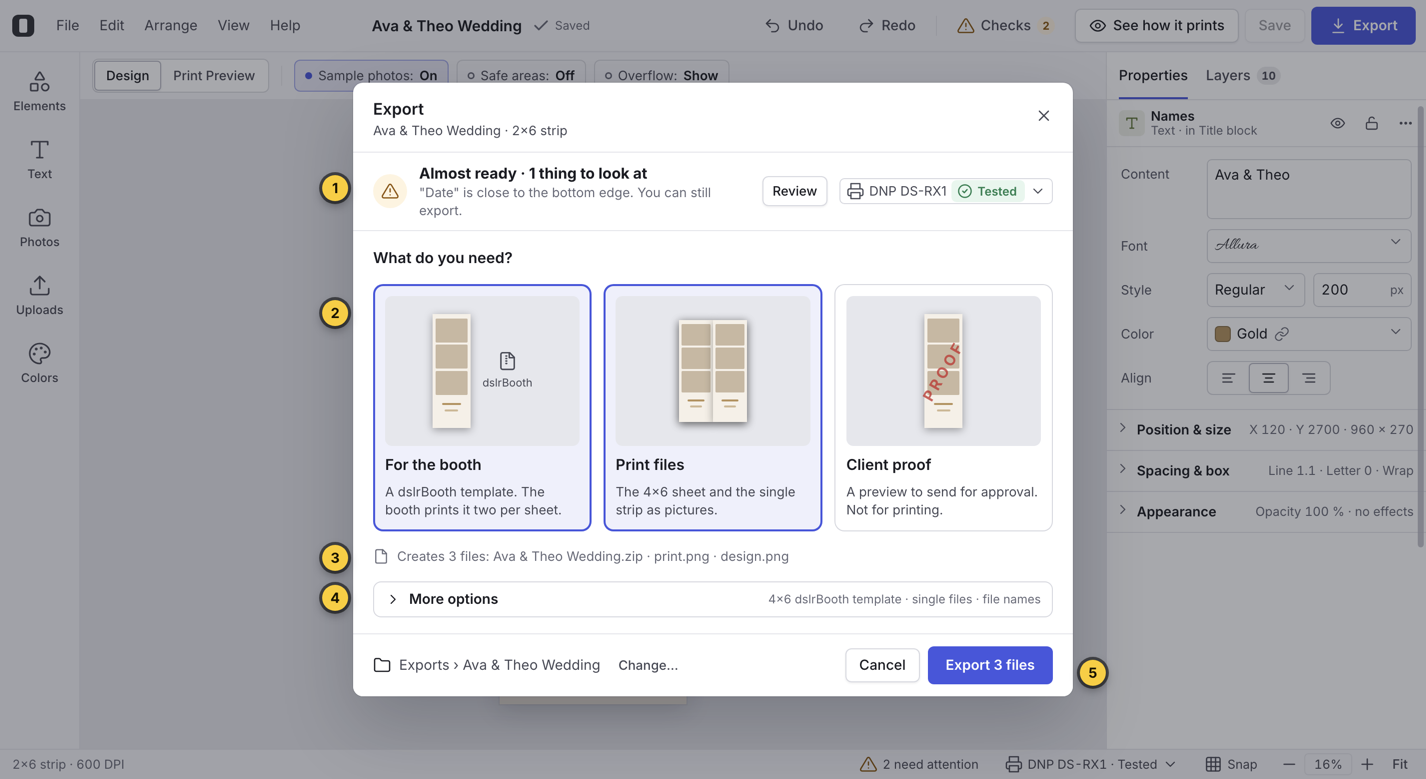 File Edit Arrange View Help Ava & Theo Wedding Saved Undo Redo Checks 2 See how it prints Save Export
Elements
Text
Photos
Uploads
Colors
Design Print Preview Sample photos: On Safe areas: Off Overflow: Show
Export
Ava & Theo Wedding · 2×6 strip
1
Almost ready · 1 thing to look at
"Date" is close to the bottom edge. You can still
export.
Review DNP DS-RX1 Tested
What do you need?
2
dslrBooth
For the booth
A dslrBooth template. The
booth prints it two per sheet.
Print files
The 4×6 sheet and the single
strip as pictures.
PROOF
Client proof
A preview to send for approval.
Not for printing.
3
Creates 3 files: Ava & Theo Wedding.zip · print.png · design.png
4
More options 4×6 dslrBooth template · single files · file names
Exports › Ava & Theo Wedding Change... Cancel Export 3 files
5
Properties Layers 10
T Names
Text · in Title block
Content Ava & Theo
Font Allura
Style Regular 200 px
Color Gold
Align
Position & size X 120 · Y 2700 · 960 × 270
Spacing & box Line 1.1 · Letter 0 · Wrap
Appearance Opacity 100 % · no effects
2×6 strip · 600 DPI 2 need attention DNP DS-RX1 · Tested Snap 16% Fit